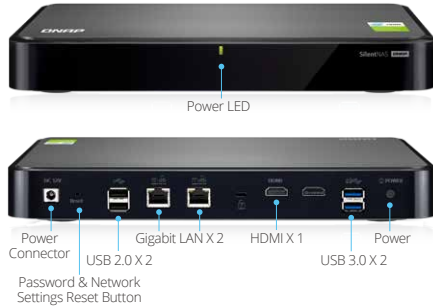 QNAP
SilentNAS
Power LED
DC 12V
Reset
HDMI
POWER
Power
Connector
USB 2.0 X 2
Gigabit LAN X 2
HDMI X 1
USB 3.0 X 2
Power
Password & Network
Settings Reset Button